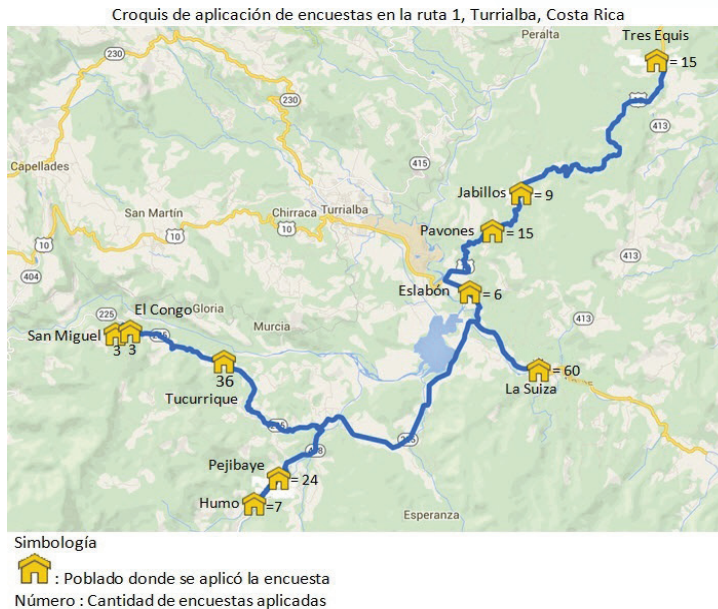 Croquis de aplicación de encuestas en la ruta 1, Turrialba, Costa Rica
Tres Equis
Peralta
= 15
230
230
413
415
Capellades
Jabillos
= 9
San Martín
Chirraca
Turrialba
Pavones
= 15
10
10
10
413
404
Eslabón
= 6
225
El Congo
Gloria
San Miguel
3
3
Murcia
413
36
Tucurrique
= 60
La Suiza
Pejibaye
= 24
Humo
=7
Esperanza
Simbología
: Poblado donde se aplicó la encuesta
Número : Cantidad de encuestas aplicadas